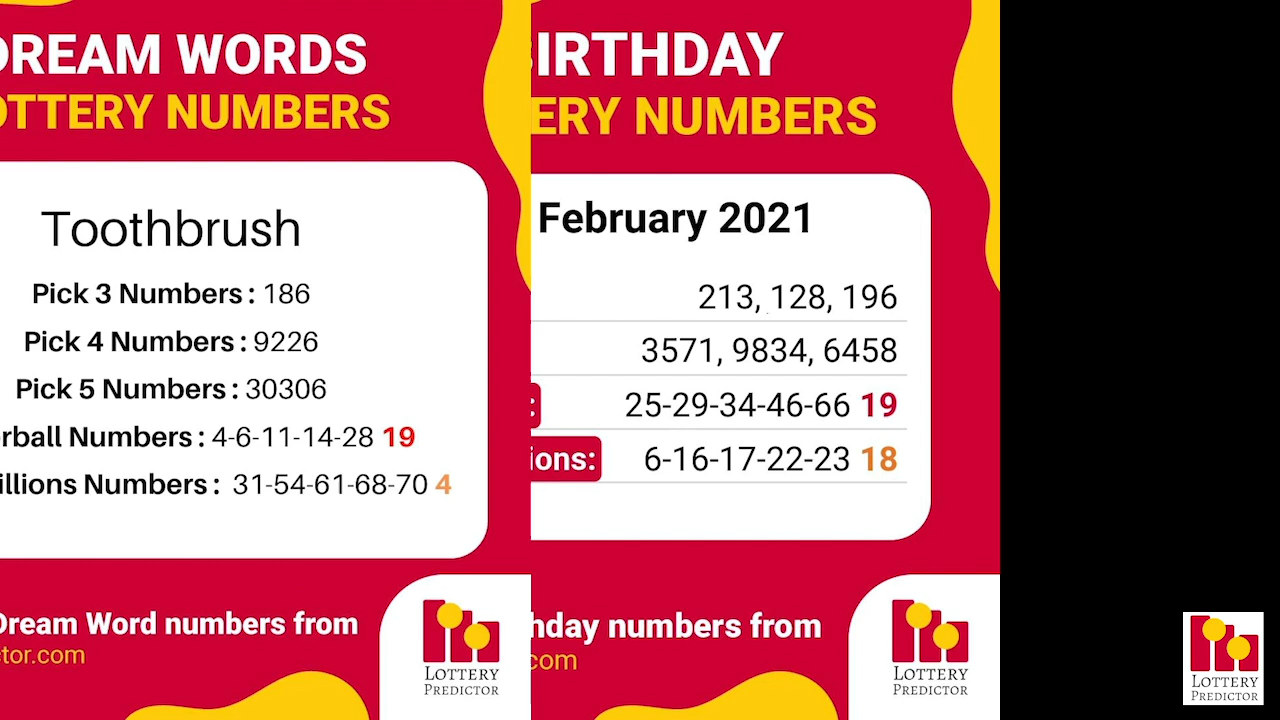 DREAM WORDS
OTTERY NUMBERS
Toothbrush
Pick 3 Numbers : 186
Pick 4 Numbers : 9226
Pick 5 Numbers : 30306
rball Numbers : 4-6-11-14-28 19
illions Numbers : 31-54-61-68-70 4
Dream Word numbers from
tor.com
LOTTERY
PREDICTOR
BIRTHDAY
ERY NUMBERS
February 2021
213, 128, 196
3571, 9834, 6458
: 25-29-34-46-66 19
ions: 6-16-17-22-23 18
hday numbers from
com
LOTTERY
PREDICTOR
LOTTERY
PREDICTOR